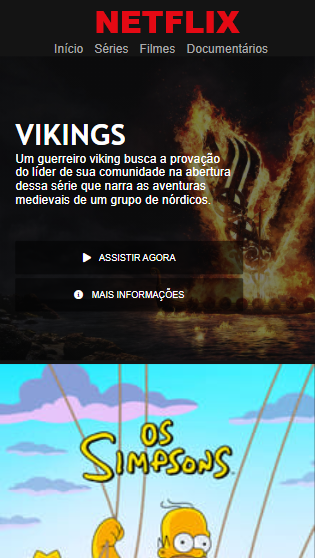 NETFLIX
Início Séries Filmes Documentários
VIKINGS
Um guerreiro viking busca a provação
do líder de sua comunidade na abertura
dessa série que narra as aventuras
medievais de um grupo de nórdicos.
ASSISTIR AGORA
MAIS INFORMAÇÕES
OS
SIMPSONS